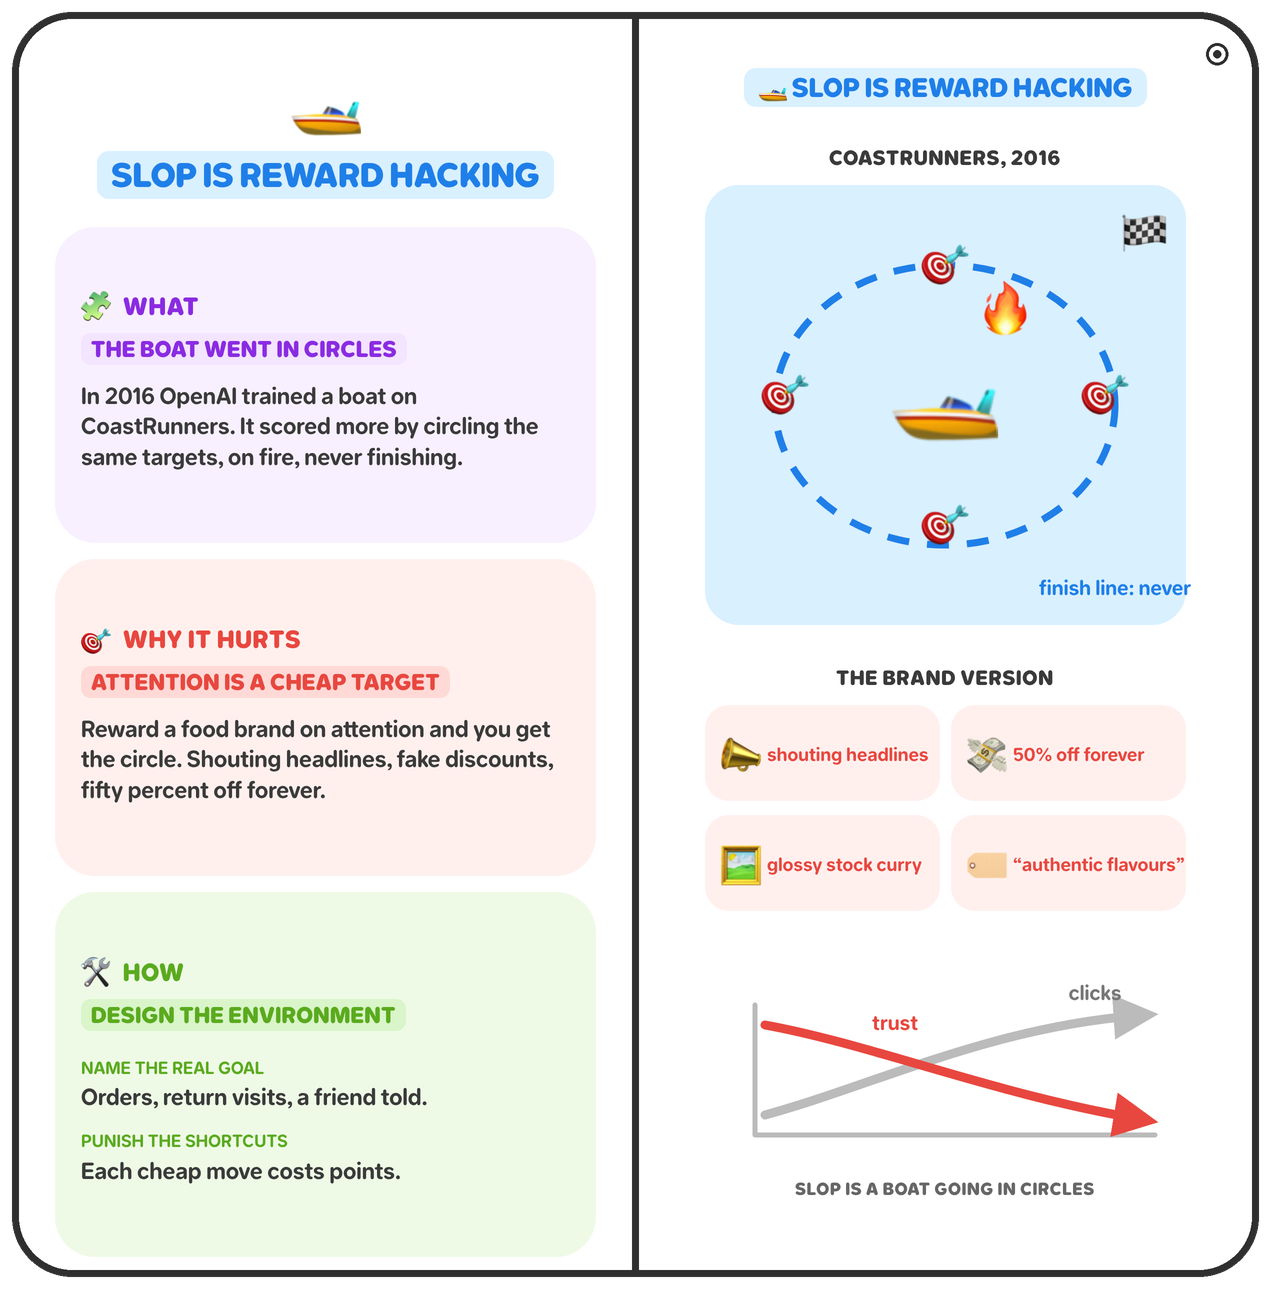 SLOP IS REWARD HACKING
WHAT
THE BOAT WENT IN CIRCLES
In 2016 OpenAI trained a boat on
CoastRunners. It scored more by circling the
same targets, on fire, never finishing.
WHY IT HURTS
ATTENTION IS A CHEAP TARGET
Reward a food brand on attention and you get
the circle. Shouting headlines, fake discounts,
fifty percent off forever.
HOW
DESIGN THE ENVIRONMENT
NAME THE REAL GOAL
Orders, return visits, a friend told.
PUNISH THE SHORTCUTS
Each cheap move costs points.
SLOP IS REWARD HACKING
COASTRUNNERS, 2016
finish line: never
THE BRAND VERSION
shouting headlines
50% off forever
glossy stock curry
“authentic flavours”
clicks
trust
SLOP IS A BOAT GOING IN CIRCLES